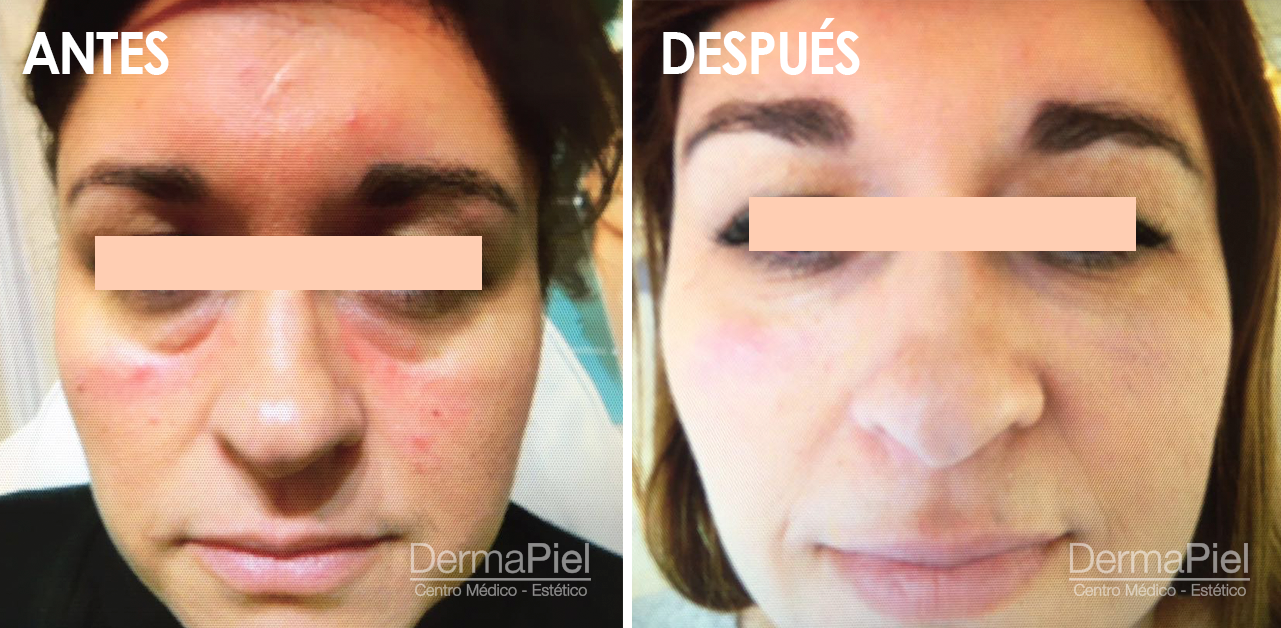 ANTES
DESPUÉS
DermaPiel
Centro Médico - Estético
DermaPiel
Centro Médico - Estético